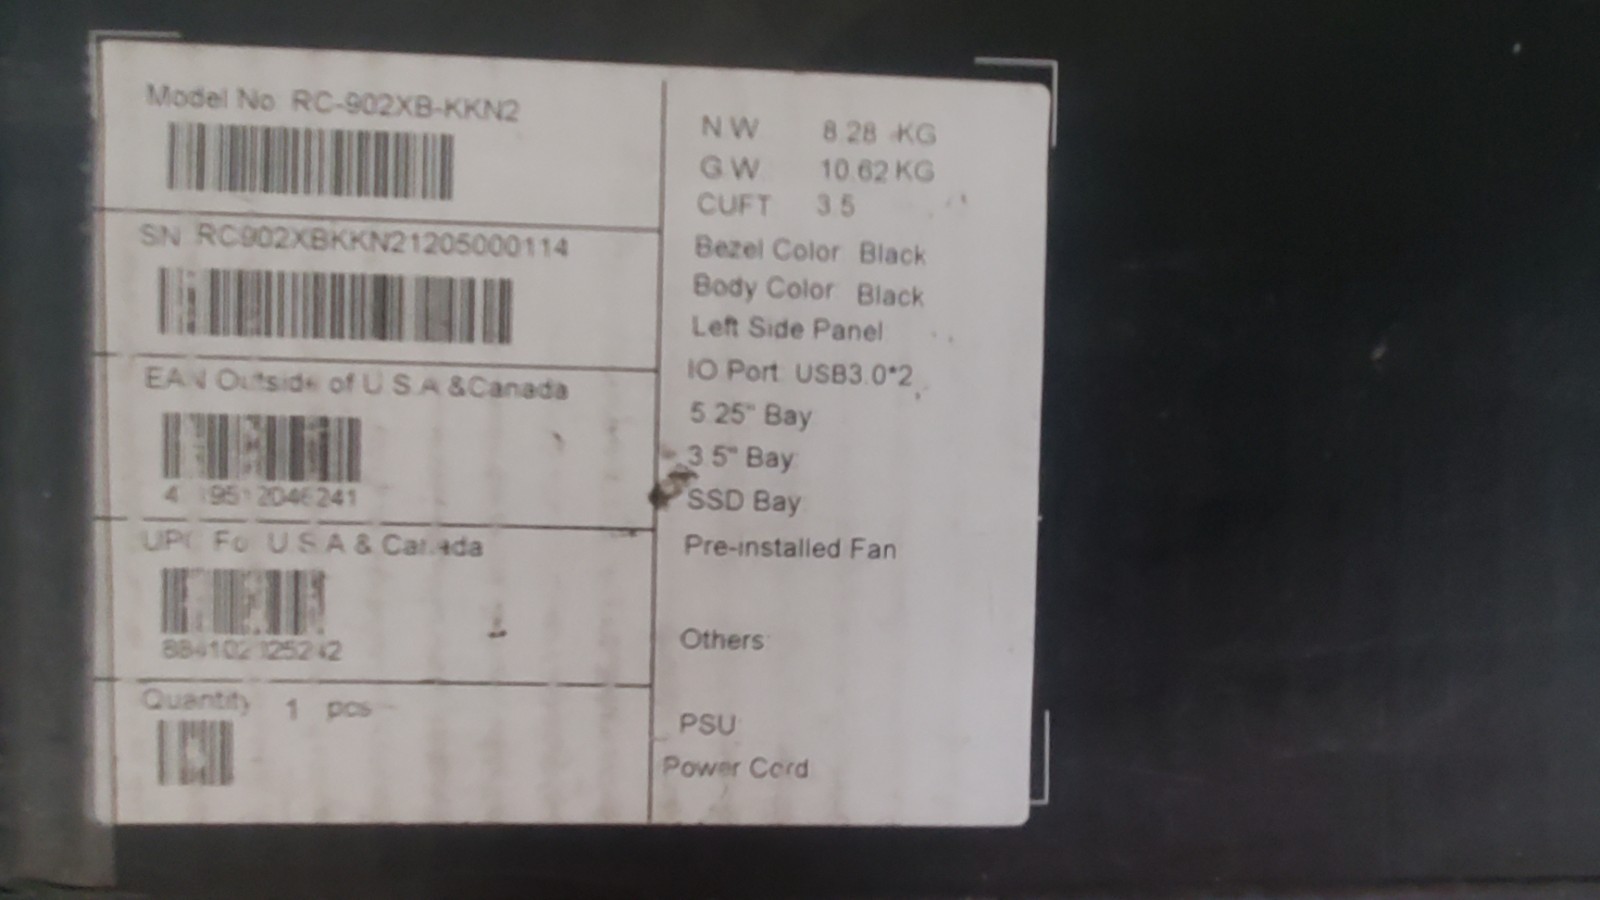 Model No RC-902XB-KKN2
SN RC902XBKKN21205000114
EAN Outside of U.S.A &Canada
UPC For U.S.A & Canada
Quantity 1 pcs
N.W 8.28 KG
G.W 10.62 KG
CUFT 3.5
Bezel Color Black
Body Color Black
Left Side Panel
IO Port USB3.0*2
5.25" Bay
3.5" Bay
SSD Bay
Pre-installed Fan
Others:
PSU
Power Cord